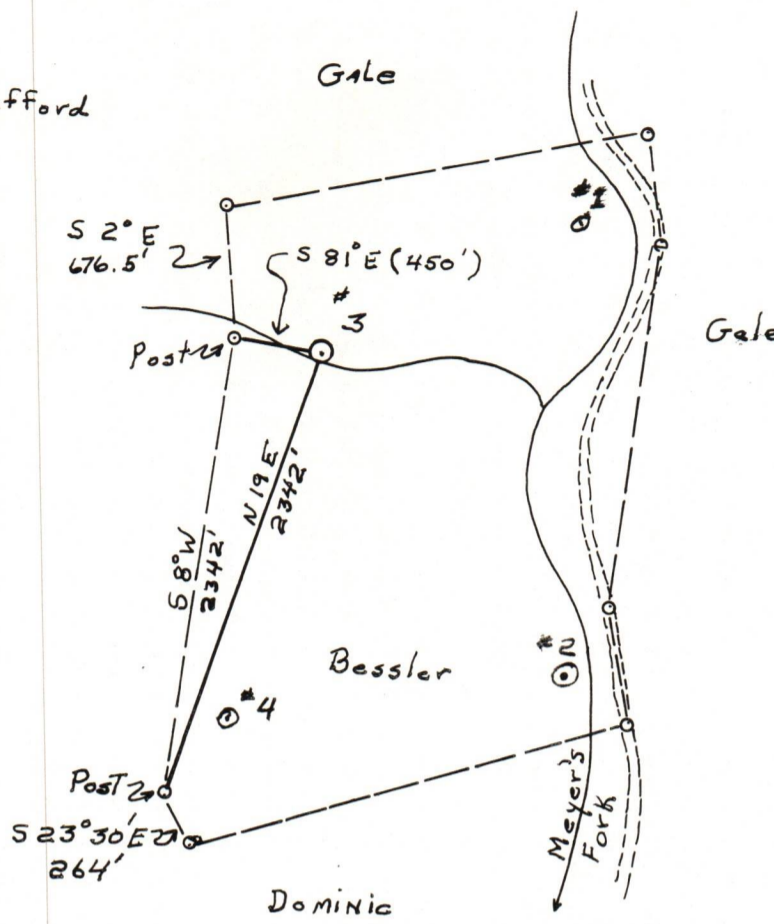 Gale
fford
#1
S 2° E
676.5'
S 81° E (450')
#3
Post
Gale
N 19 E
2342'
S 8° W
2342'
Bessler
#2
#4
Post
S 23° 30' E
264'
Meyer's
Fork
Dominic